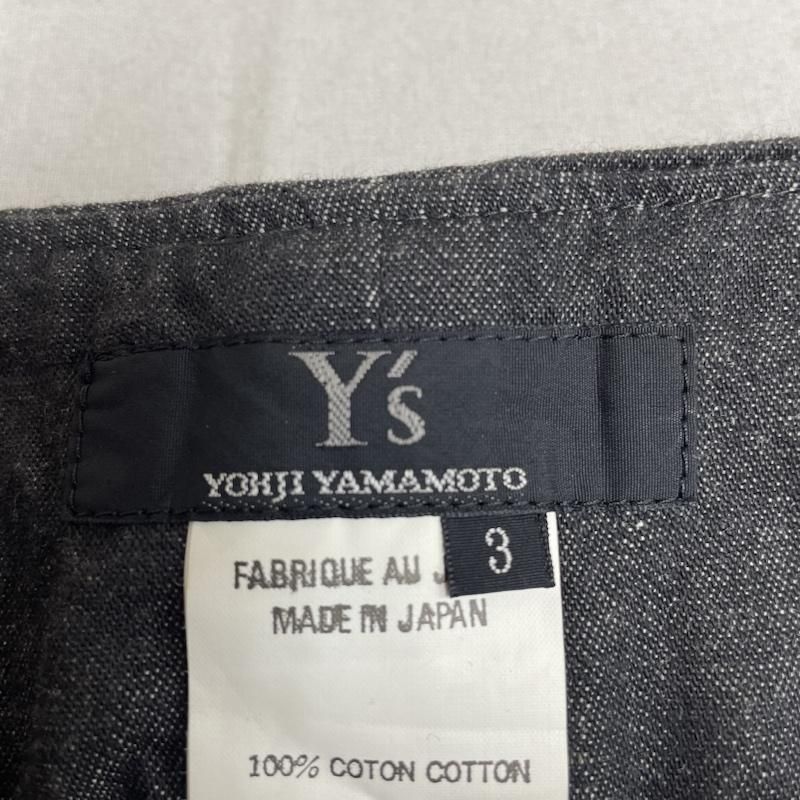 Y's
YOHJI YAMAMOTO
3
FABRIQUE AU
MADE IN JAPAN
100% COTON COTTON